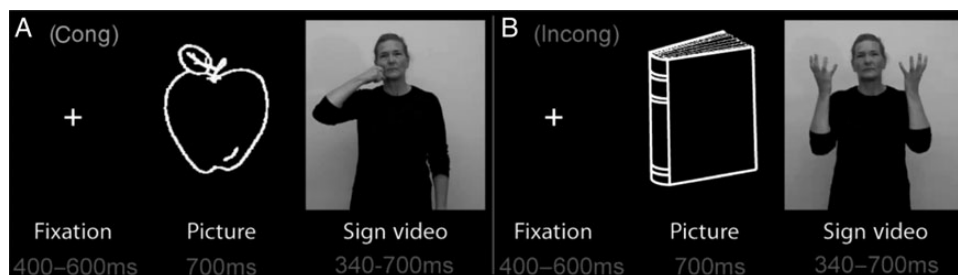 A (Cong)
+
Fixation Picture Sign video
400–600ms 700ms 340-700ms
B (Incong)
+
Fixation Picture Sign video
400–600ms 700ms 340-700ms